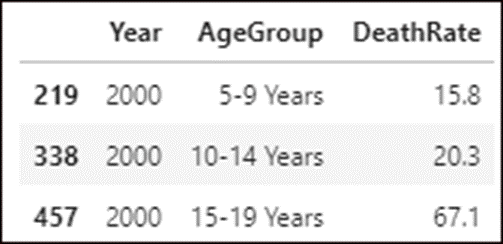 Year AgeGroup DeathRate
219 2000 5-9 Years 15.8
338 2000 10-14 Years 20.3
457 2000 15-19 Years 67.1